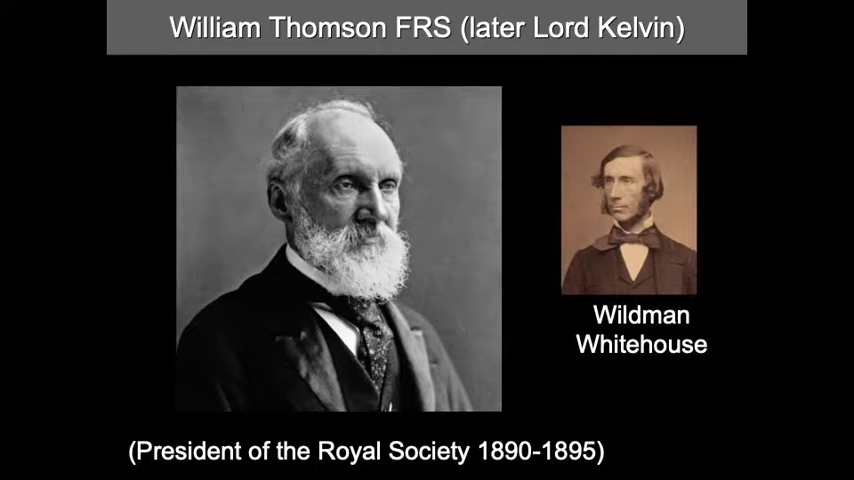 William Thomson FRS (later Lord Kelvin)
Wildman
Whitehouse
(President of the Royal Society 1890-1895)